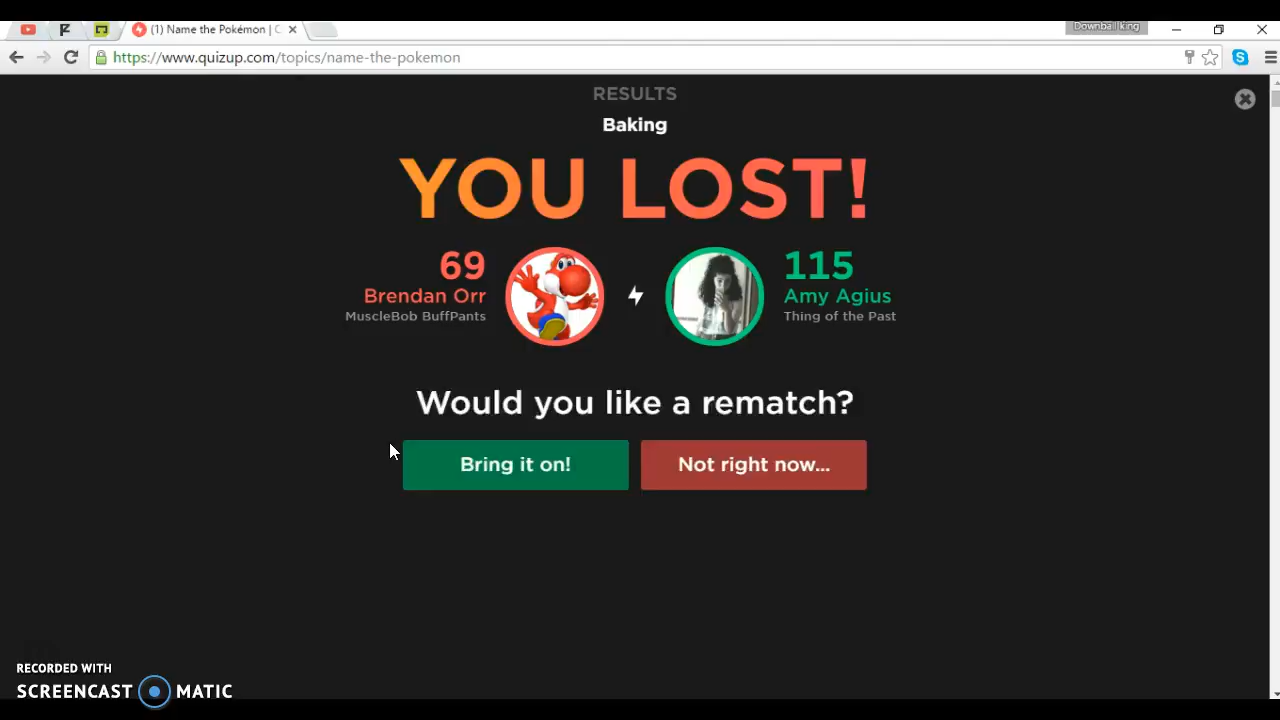 (1) Name the Pokémon |
Downball king
https://www.quizup.com/topics/name-the-pokemon
RESULTS
Baking
YOU LOST!
69
Brendan Orr
MuscleBob BuffPants
115
Amy Agius
Thing of the Past
Would you like a rematch?
Bring it on!
Not right now...
RECORDED WITH
SCREENCAST MATIC